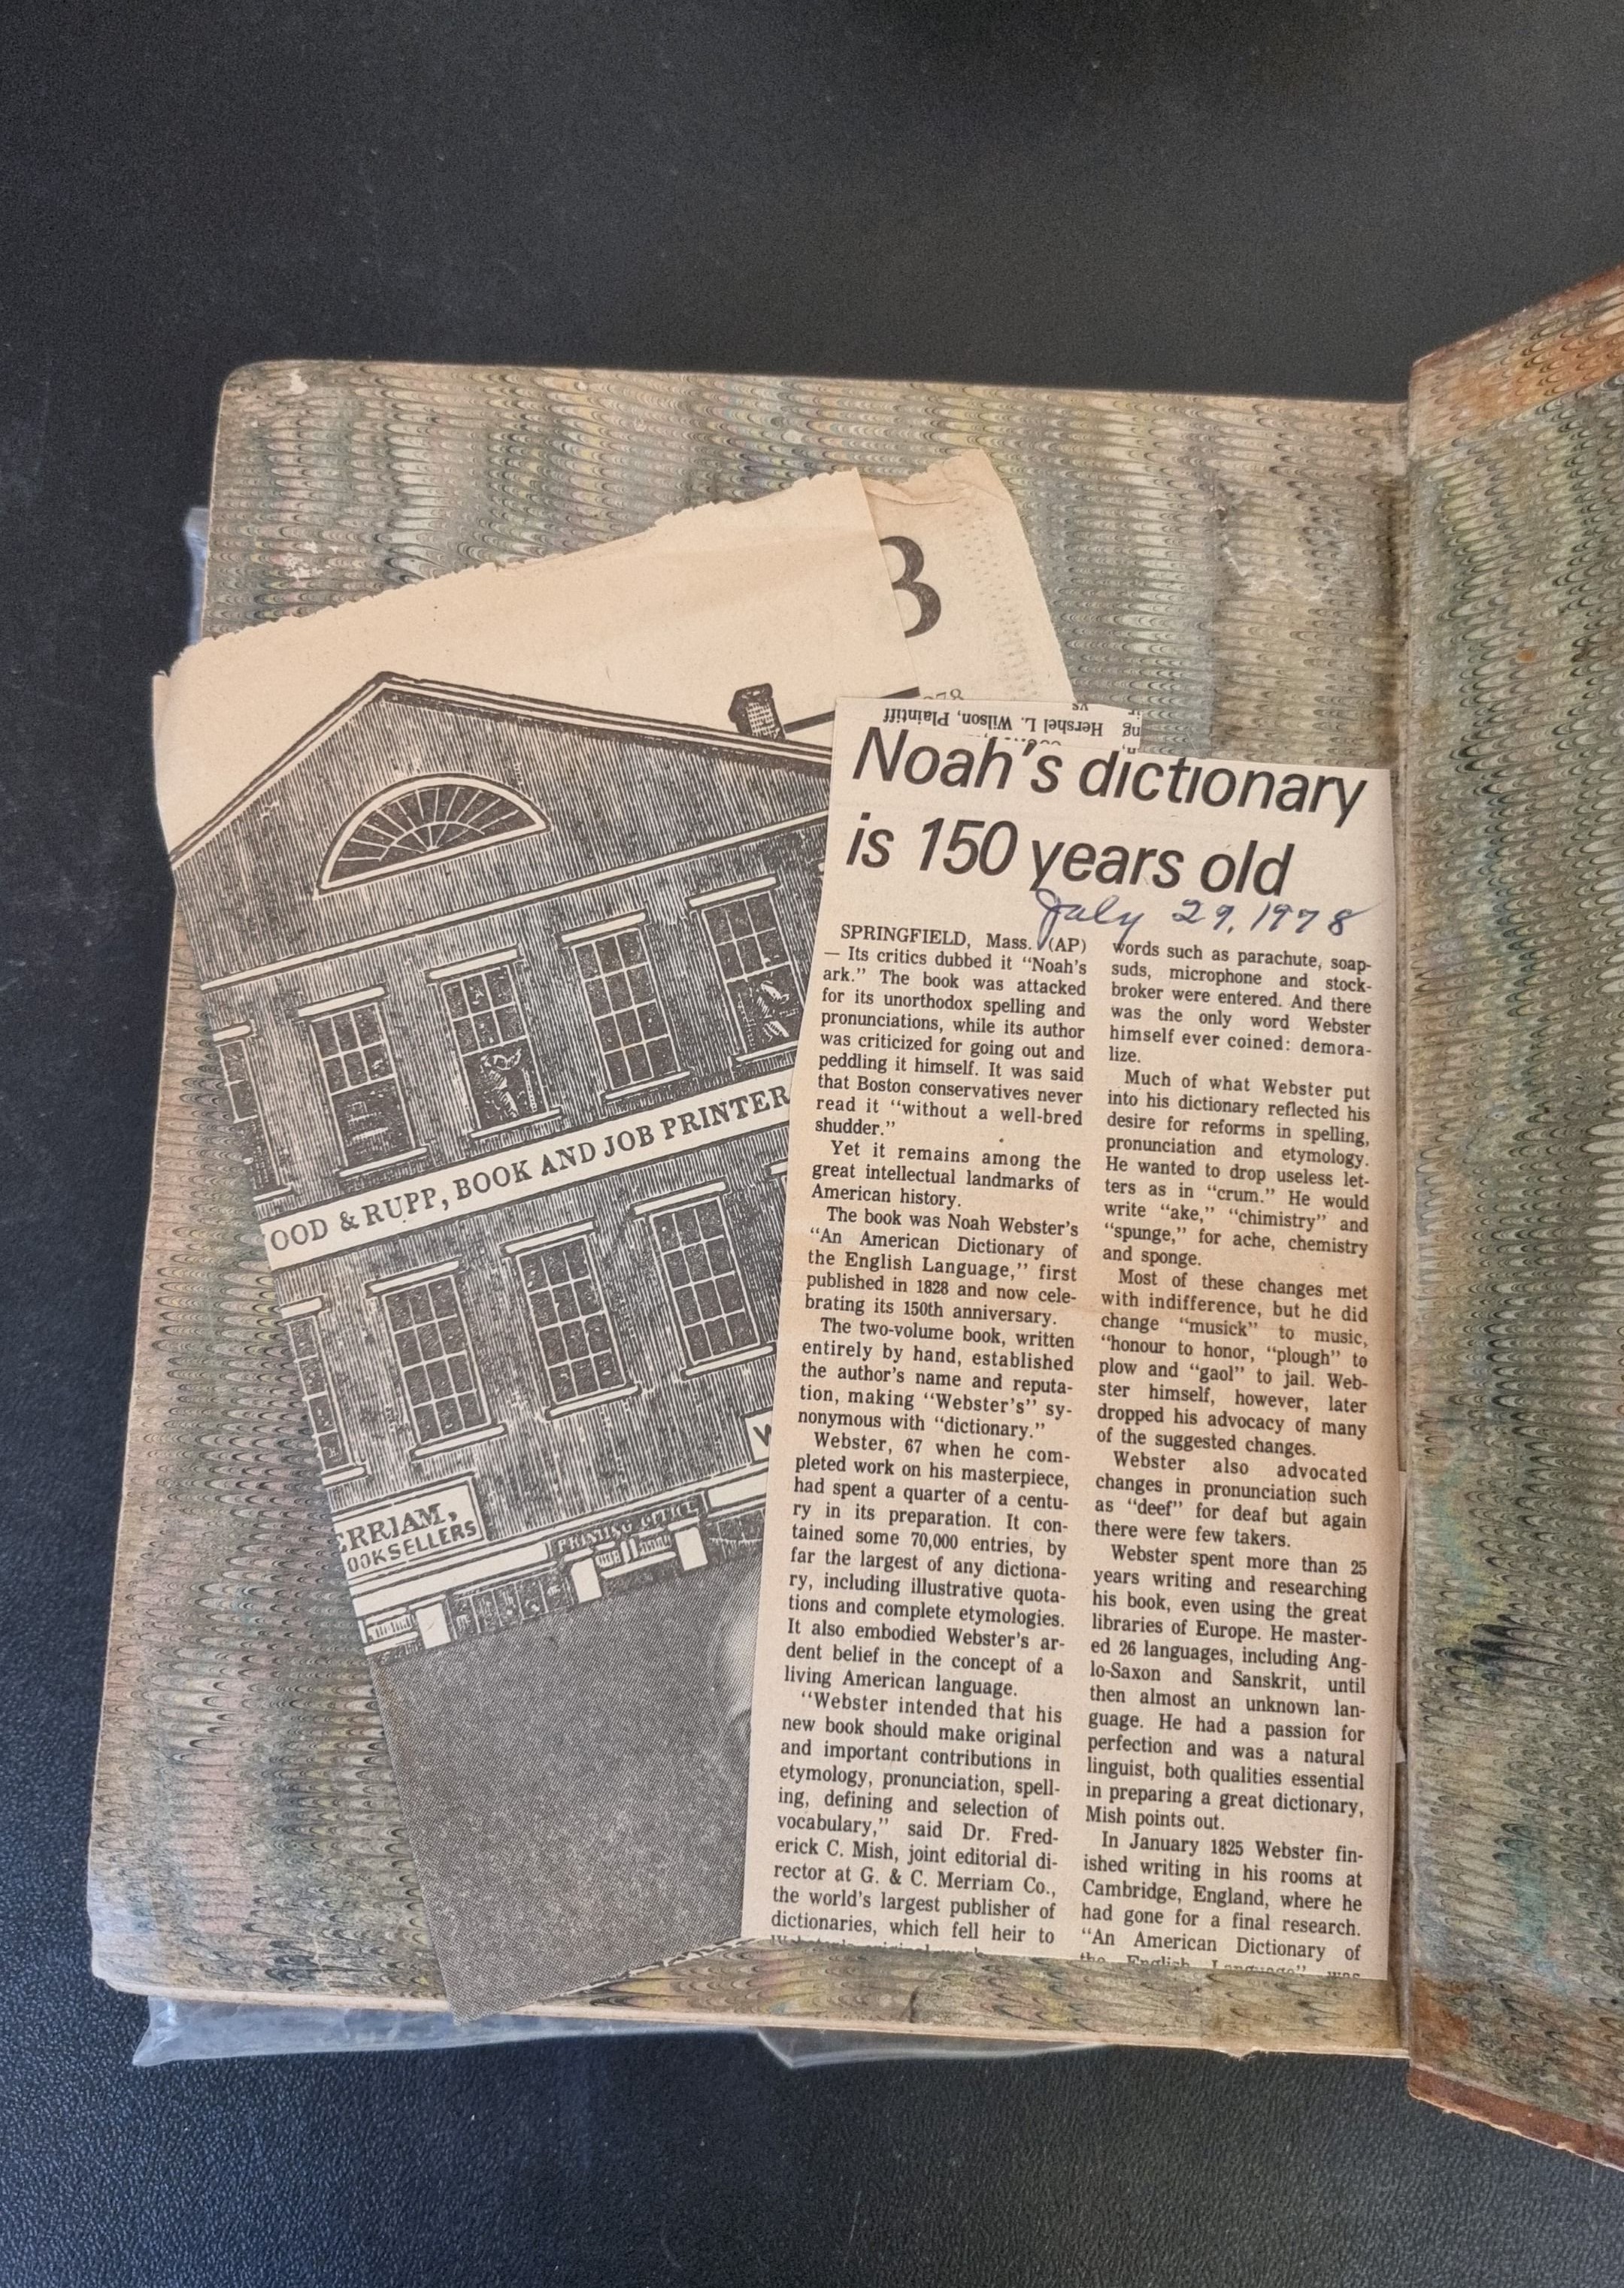 B
OOD & RUPP, BOOK AND JOB PRINTER
ERRIAM,
OOKSELLERS
PRINTING OFFICE
W
978
vs
Hershel L. Wilson, Plaintiff
Noah's dictionary
is 150 years old
July 29, 1978
SPRINGFIELD, Mass. (AP)
— Its critics dubbed it "Noah's
ark." The book was attacked
for its unorthodox spelling and
pronunciations, while its author
was criticized for going out and
peddling it himself. It was said
that Boston conservatives never
read it "without a well-bred
shudder."
Yet it remains among the
great intellectual landmarks of
American history.
The book was Noah Webster's
"An American Dictionary of
the English Language," first
published in 1828 and now cele-
brating its 150th anniversary.
The two-volume book, written
entirely by hand, established
the author's name and reputa-
tion, making "Webster's" sy-
nonymous with "dictionary."
Webster, 67 when he com-
pleted work on his masterpiece,
had spent a quarter of a centu-
ry in its preparation. It con-
tained some 70,000 entries, by
far the largest of any dictiona-
ry, including illustrative quota-
tions and complete etymologies.
It also embodied Webster's ar-
dent belief in the concept of a
living American language.
"Webster intended that his
new book should make original
and important contributions in
etymology, pronunciation, spell-
ing, defining and selection of
vocabulary," said Dr. Fred-
erick C. Mish, joint editorial di-
rector at G. & C. Merriam Co.,
the world's largest publisher of
dictionaries, which fell heir to
Webster's original work
words such as parachute, soap-
suds, microphone and stock-
broker were entered. And there
was the only word Webster
himself ever coined: demora-
lize.
Much of what Webster put
into his dictionary reflected his
desire for reforms in spelling,
pronunciation and etymology.
He wanted to drop useless let-
ters as in "crum." He would
write "ake," "chimistry" and
"spunge," for ache, chemistry
and sponge.
Most of these changes met
with indifference, but he did
change "musick" to music,
"honour to honor, "plough" to
plow and "gaol" to jail. Web-
ster himself, however, later
dropped his advocacy of many
of the suggested changes.
Webster also advocated
changes in pronunciation such
as "deef" for deaf but again
there were few takers.
Webster spent more than 25
years writing and researching
his book, even using the great
libraries of Europe. He master-
ed 26 languages, including Ang-
lo-Saxon and Sanskrit, until
then almost an unknown lan-
guage. He had a passion for
perfection and was a natural
linguist, both qualities essential
in preparing a great dictionary,
Mish points out.
In January 1825 Webster fin-
ished writing in his rooms at
Cambridge, England, where he
had gone for a final research.
"An American Dictionary of
the English Language" was